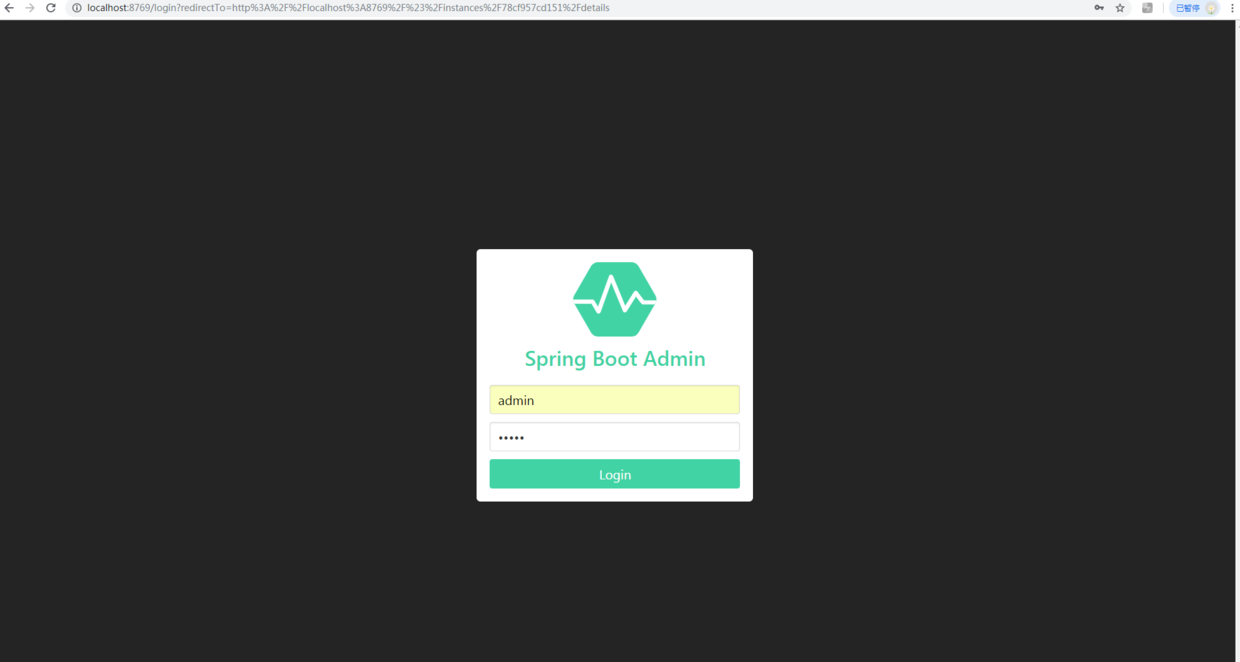 localhost:8769/login?redirectTo=http%3A%2F%2Flocalhost%3A8769%2F%23%2Finstances%2F78cf957cd151%2Fdetails
已暂停
Spring Boot Admin
admin
•••••
Login